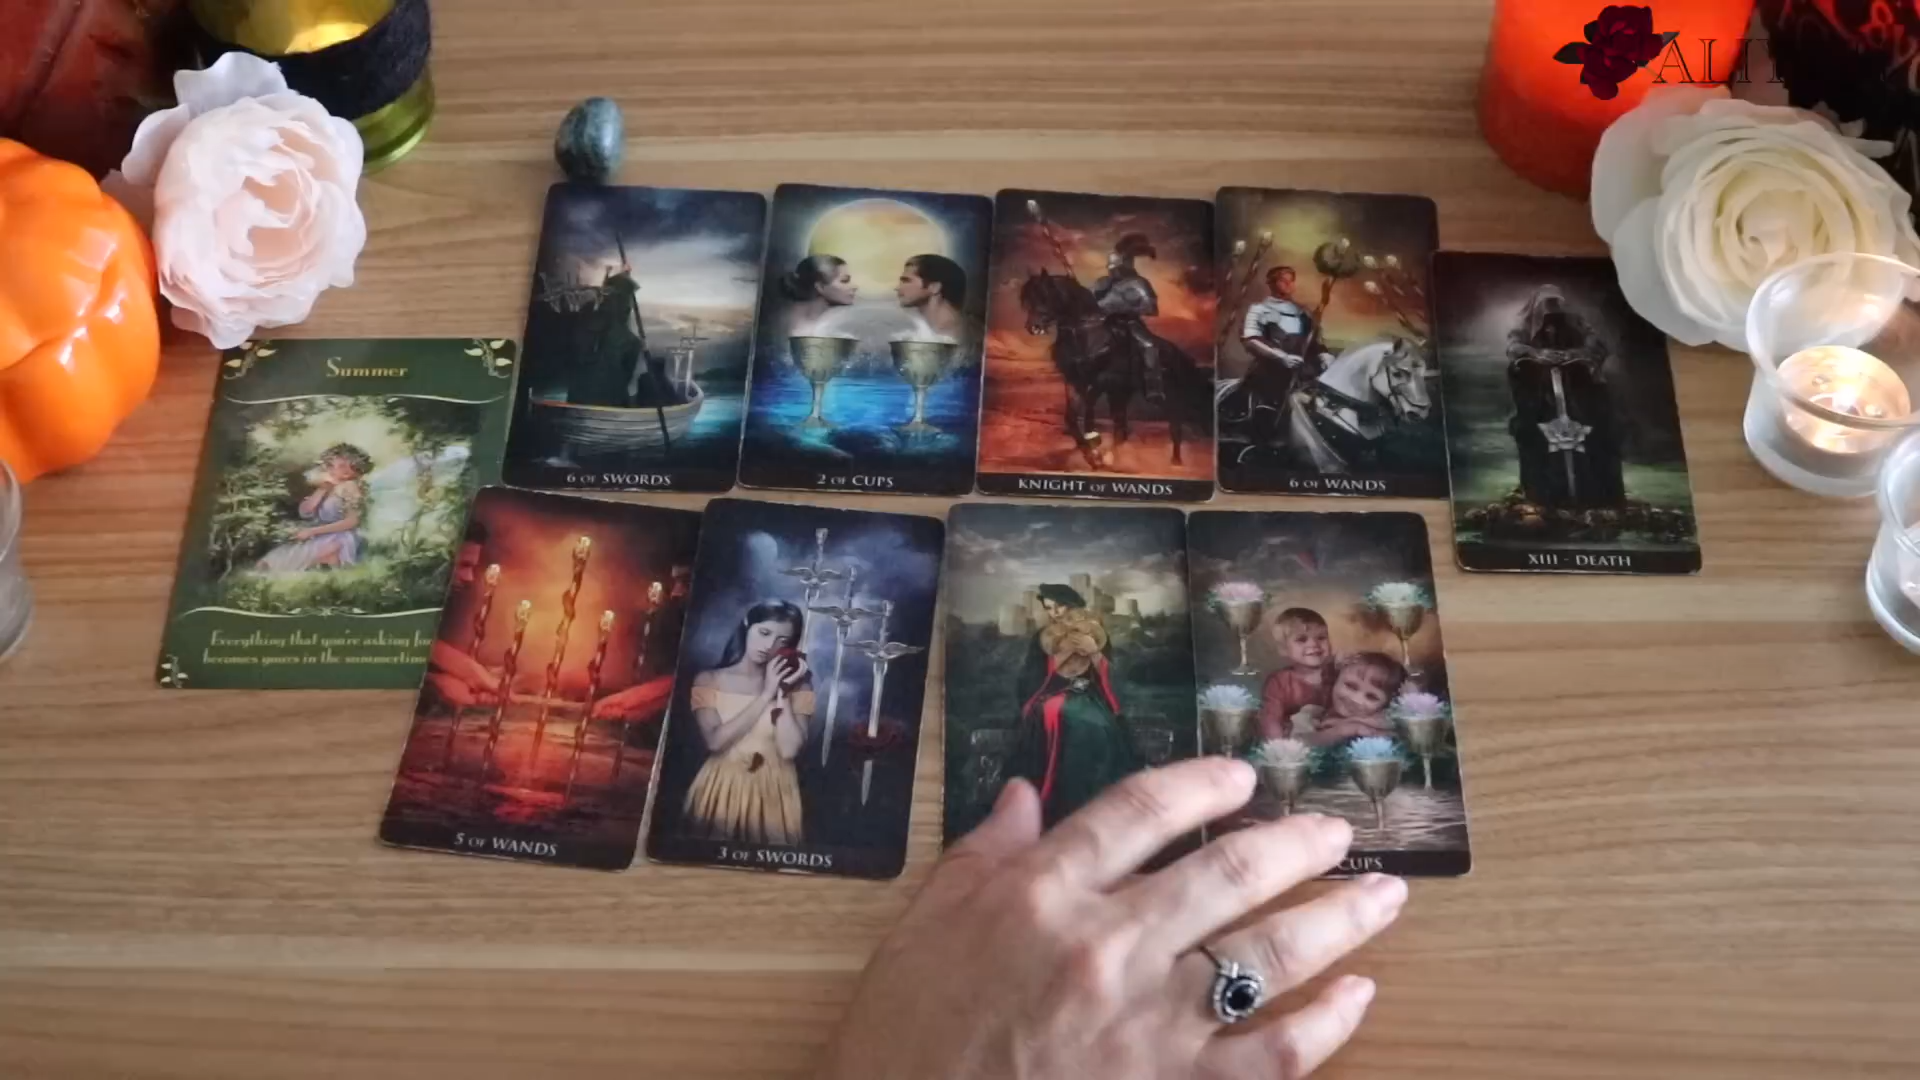 Summer
Everything that you're asking for
becomes yours in the summertime
6 OF SWORDS
2 OF CUPS
KNIGHT OF WANDS
6 OF WANDS
XIII - DEATH
5 OF WANDS
3 OF SWORDS
CUPS